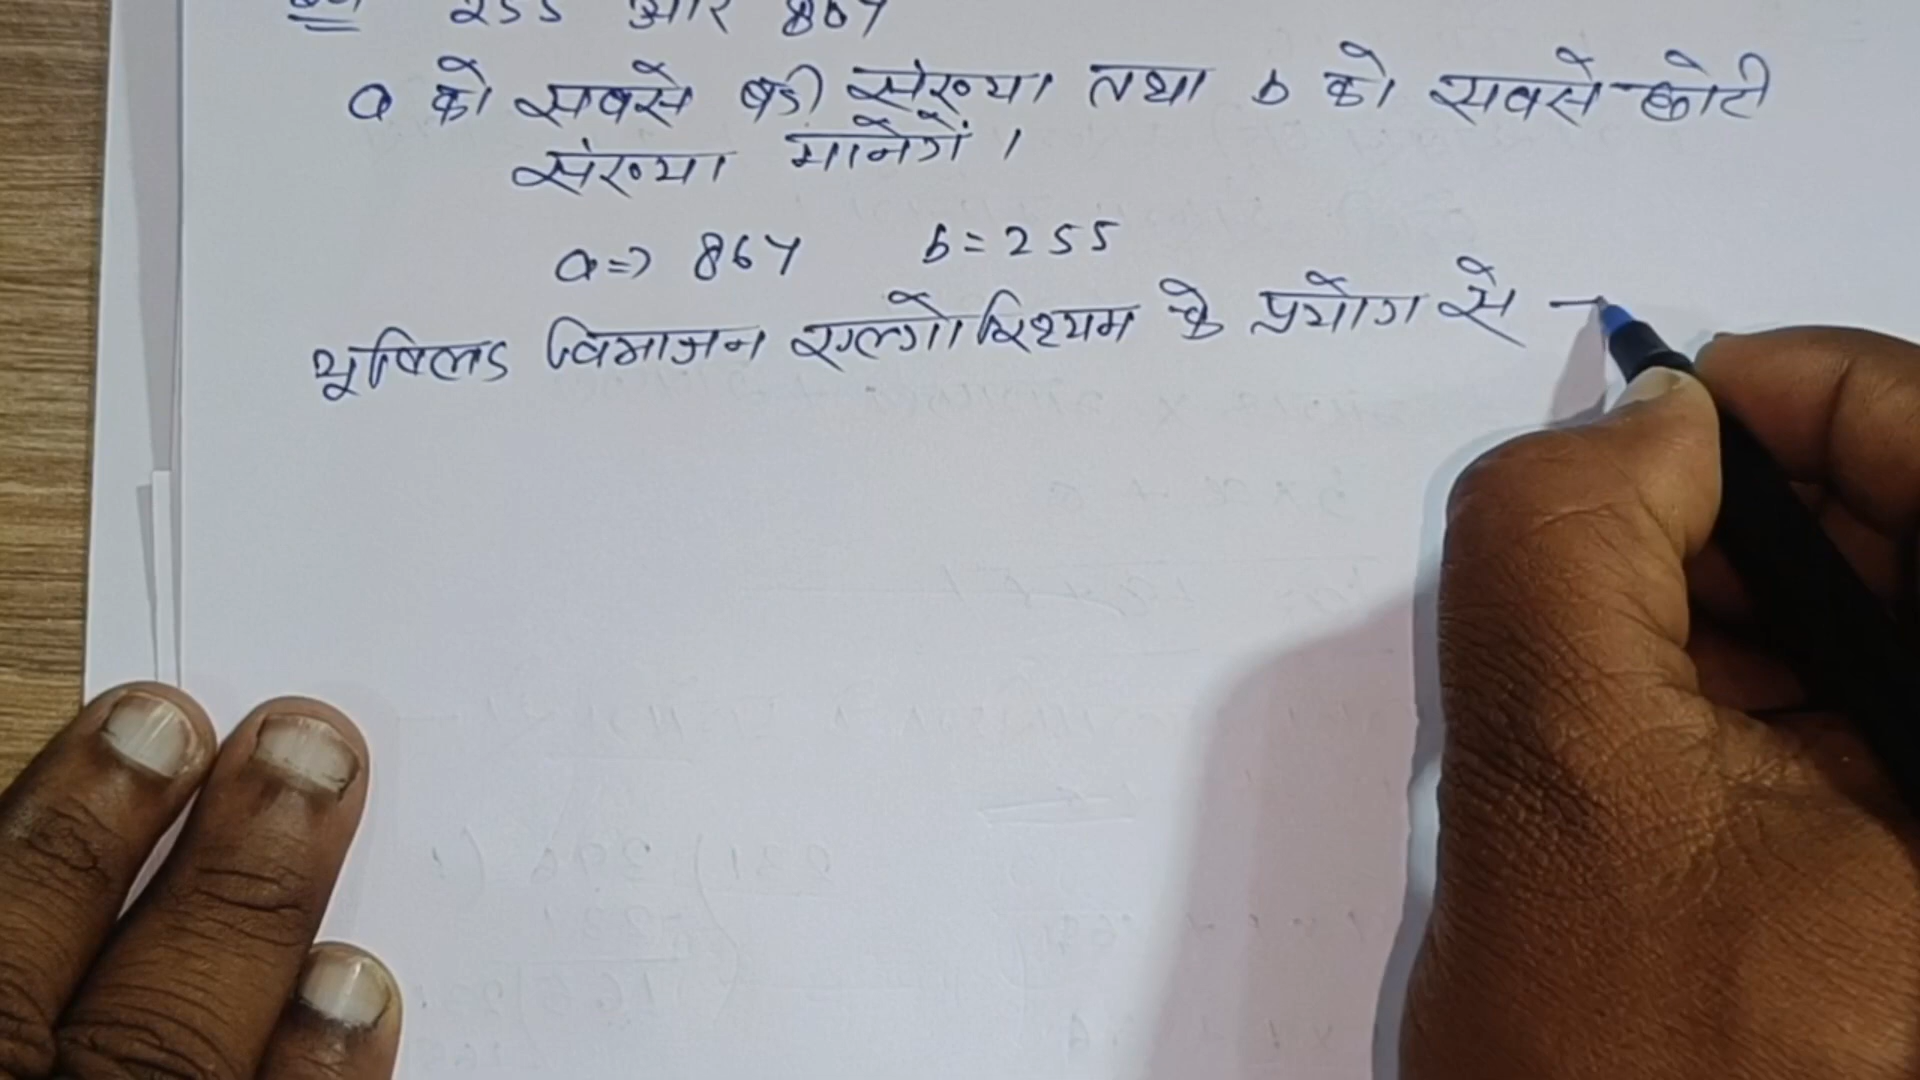 255 और 867
a को सबसे बड़ी संख्या तथा b को सबसे छोटी
संख्या मानेगें ।
a=> 867 b=255
यूक्लिड विभाजन एल्गोरिथ्यम के प्रयोग से –